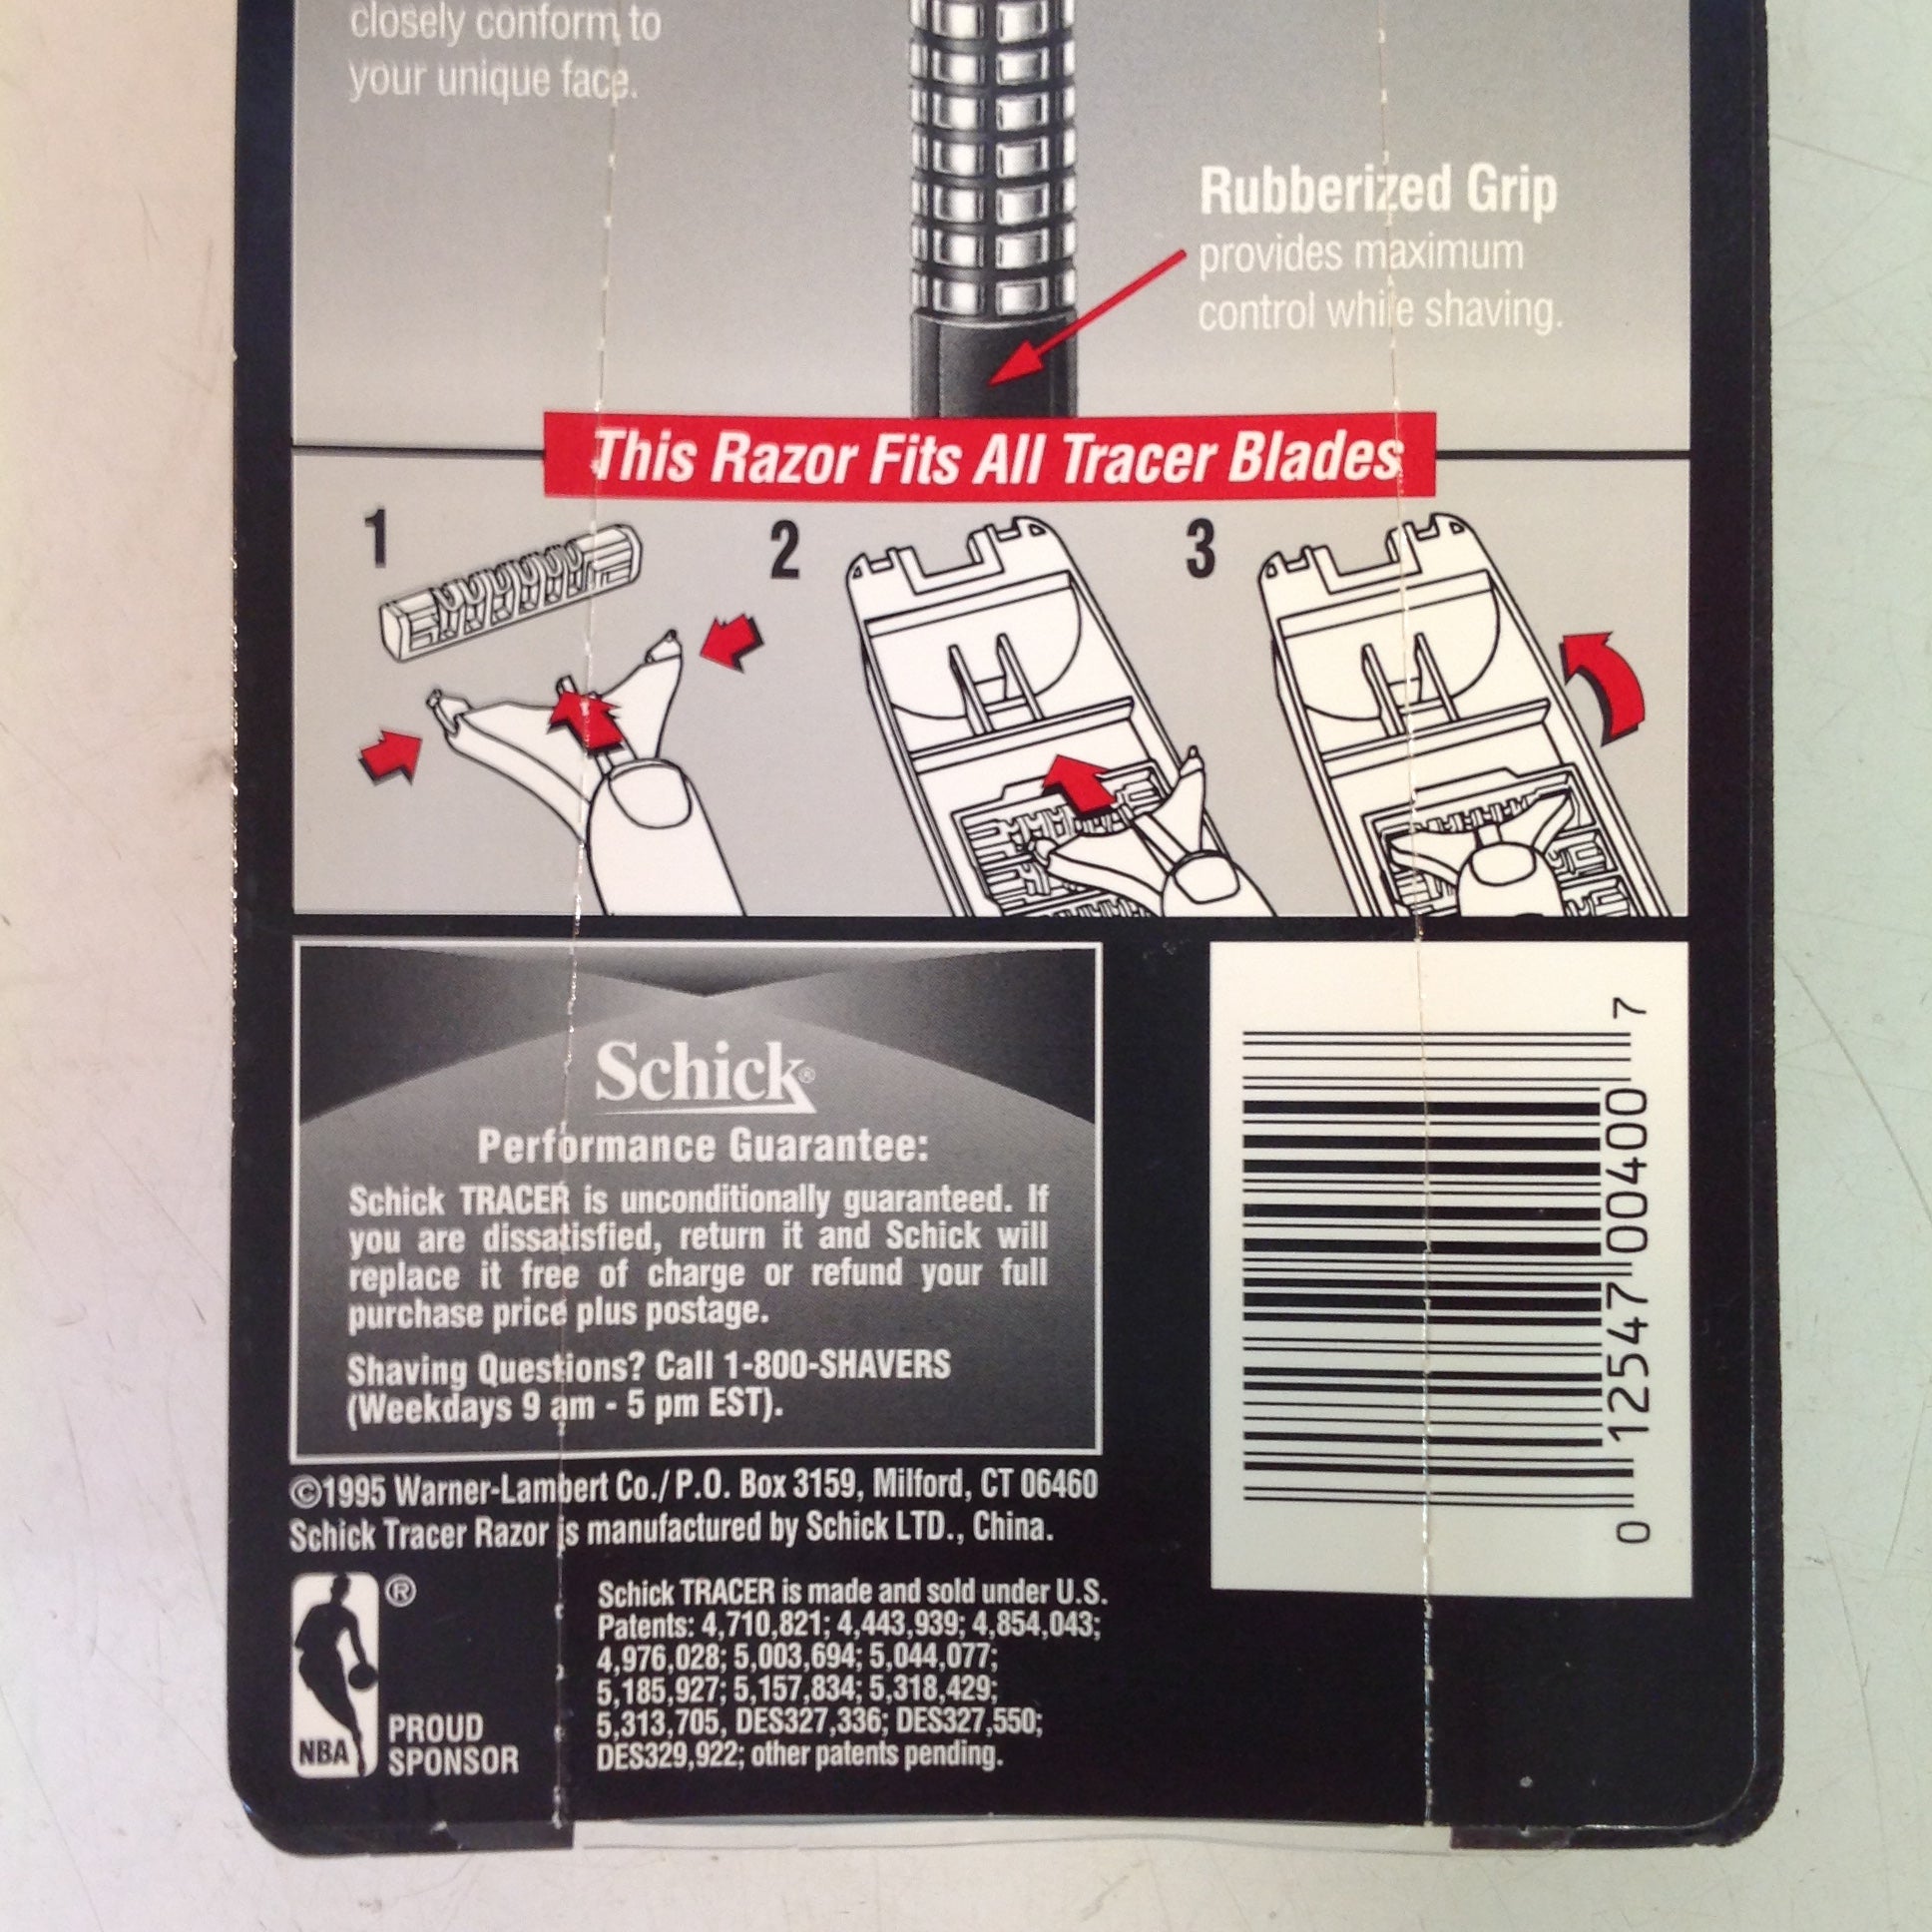 closely conform to
your unique face.
Rubberized Grip
provides maximum
control while shaving.
This Razor Fits All Tracer Blades
1
2
3
Schick®
Performance Guarantee:
Schick TRACER is unconditionally guaranteed. If
you are dissatisfied, return it and Schick will
replace it free of charge or refund your full
purchase price plus postage.
Shaving Questions? Call 1-800-SHAVERS
(Weekdays 9 am - 5 pm EST).
0 12547 00400 7
©1995 Warner-Lambert Co./ P.O. Box 3159, Milford, CT 06460
Schick Tracer Razor is manufactured by Schick LTD., China.
®
NBA
PROUD
SPONSOR
Schick TRACER is made and sold under U.S.
Patents: 4,710,821; 4,443,939; 4,854,043;
4,976,028; 5,003,694; 5,044,077;
5,185,927; 5,157,834; 5,318,429;
5,313,705, DES327,336; DES327,550;
DES329,922; other patents pending.